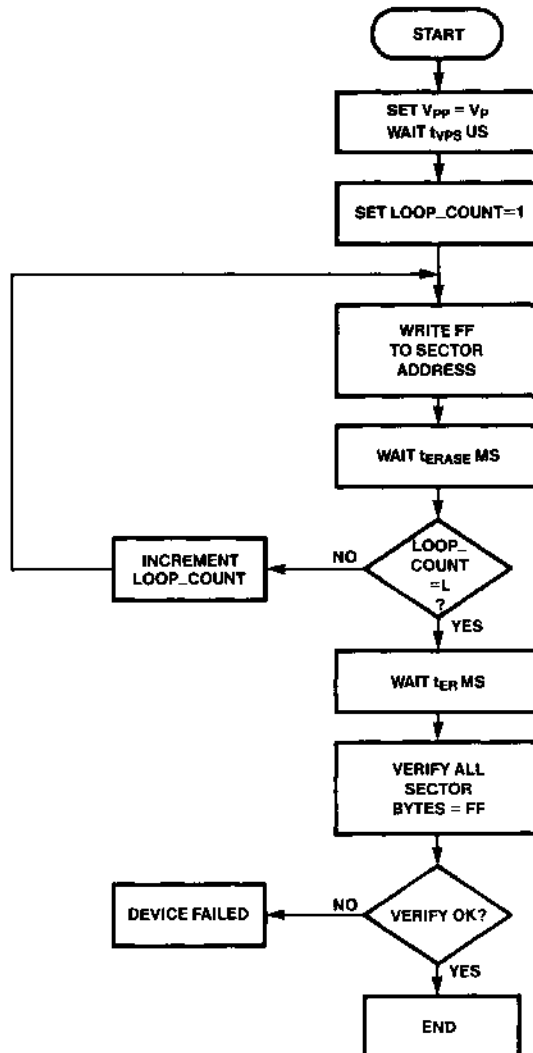 START
SET VPP = VP
WAIT tVPS US
SET LOOP_COUNT=1
WRITE FF
TO SECTOR
ADDRESS
WAIT tERASE MS
LOOP_
COUNT
=L
?
NO
INCREMENT
LOOP_COUNT
YES
WAIT tER MS
VERIFY ALL
SECTOR
BYTES = FF
VERIFY OK?
NO
DEVICE FAILED
YES
END